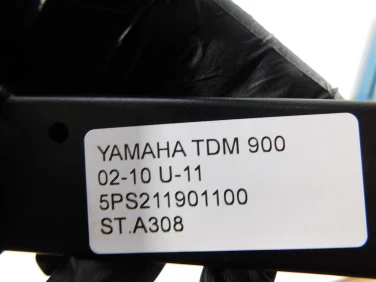 YAMAHA TDM 900
02-10 U-11
5PS211901100
ST.A308